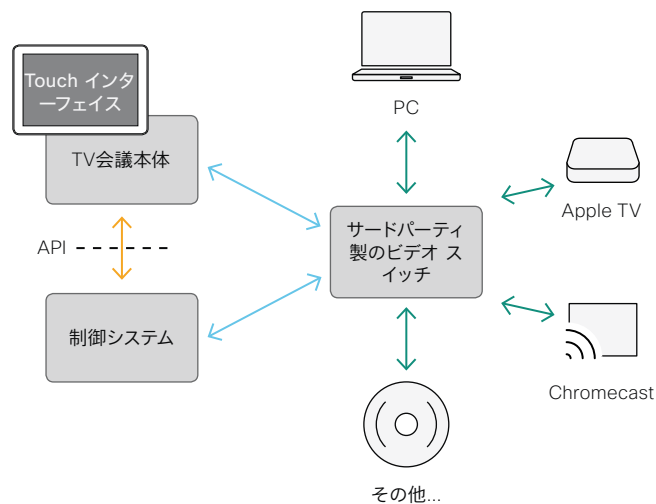 Touch インタ
ーフェイス
TV会議本体
API
制御システム
PC
サードパーティ
製のビデオ ス
イッチ
Apple TV
Chromecast
その他...